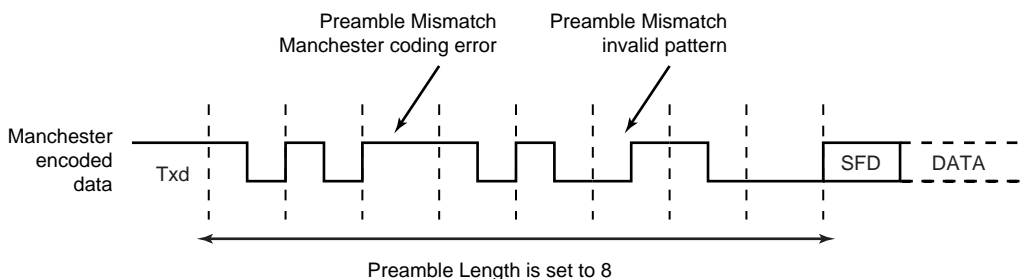 Preamble Mismatch
Manchester coding error
Preamble Mismatch
invalid pattern
Manchester
encoded
data
Txd
SFD
DATA
Preamble Length is set to 8